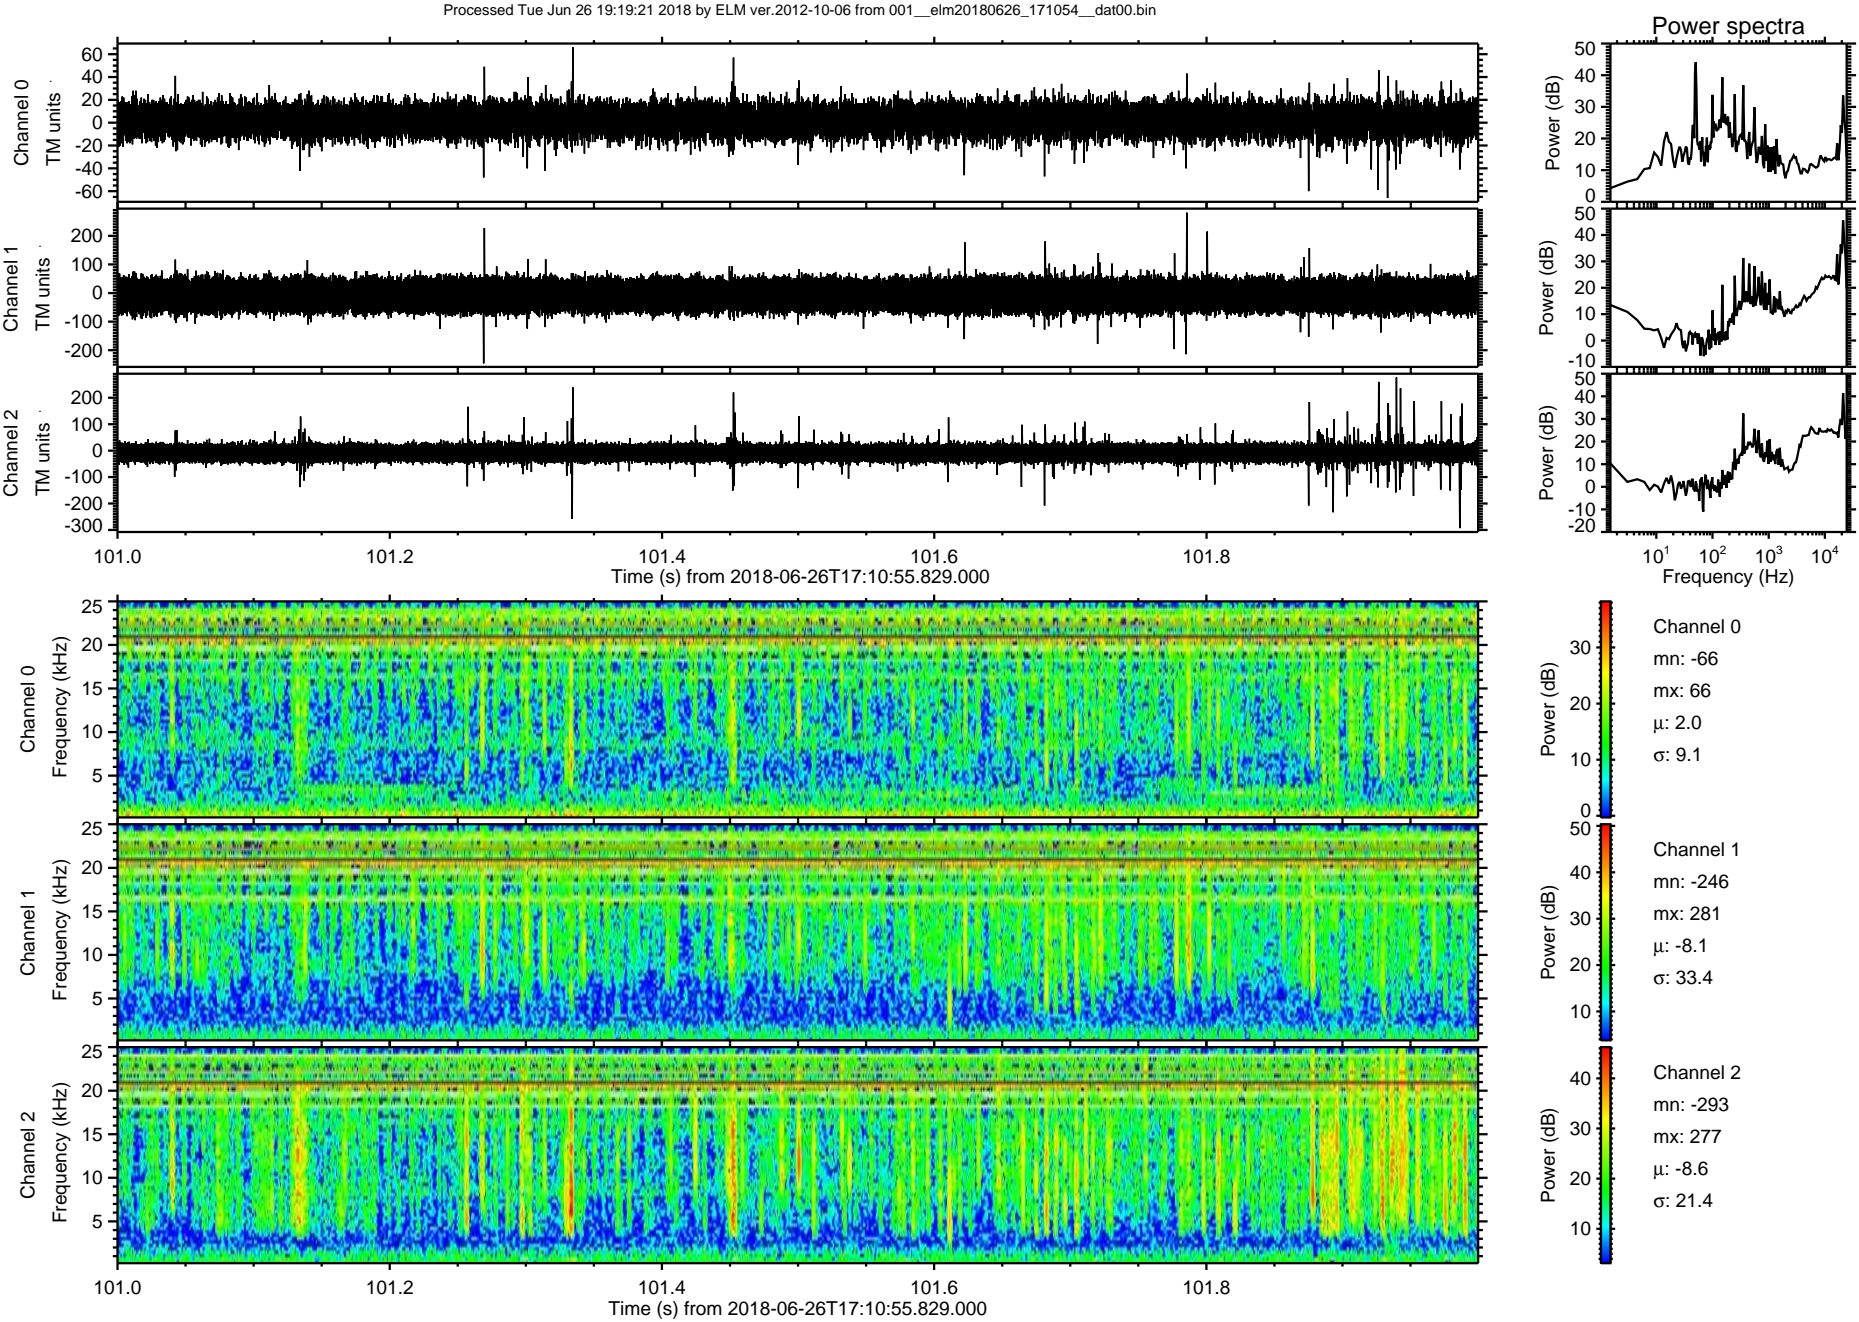 Processed Tue Jun 26 19:19:21 2018 by ELM ver.2012-10-06 from 001__elm20180626_171054__dat00.bin
Power spectra
Channel 0
TM units
60
40
20
0
-20
-40
-60
Power (dB)
50
40
30
20
10
0
Channel 1
TM units
200
100
0
-100
-200
Power (dB)
50
40
30
20
10
0
-10
Channel 2
TM units
200
100
0
-100
-200
-300
Power (dB)
50
40
30
20
10
0
-10
-20
101.0 101.2 101.4 101.6 101.8
Time (s) from 2018-06-26T17:10:55.829.000
10¹ 10² 10³ 10⁴
Frequency (Hz)
Channel 0
Frequency (kHz)
25
20
15
10
5
Power (dB)
30
20
10
0
Channel 0
mn: -66
mx: 66
μ: 2.0
σ: 9.1
Channel 1
Frequency (kHz)
25
20
15
10
5
Power (dB)
50
40
30
20
10
Channel 1
mn: -246
mx: 281
μ: -8.1
σ: 33.4
Channel 2
Frequency (kHz)
25
20
15
10
5
Power (dB)
40
30
20
10
Channel 2
mn: -293
mx: 277
μ: -8.6
σ: 21.4
101.0 101.2 101.4 101.6 101.8
Time (s) from 2018-06-26T17:10:55.829.000